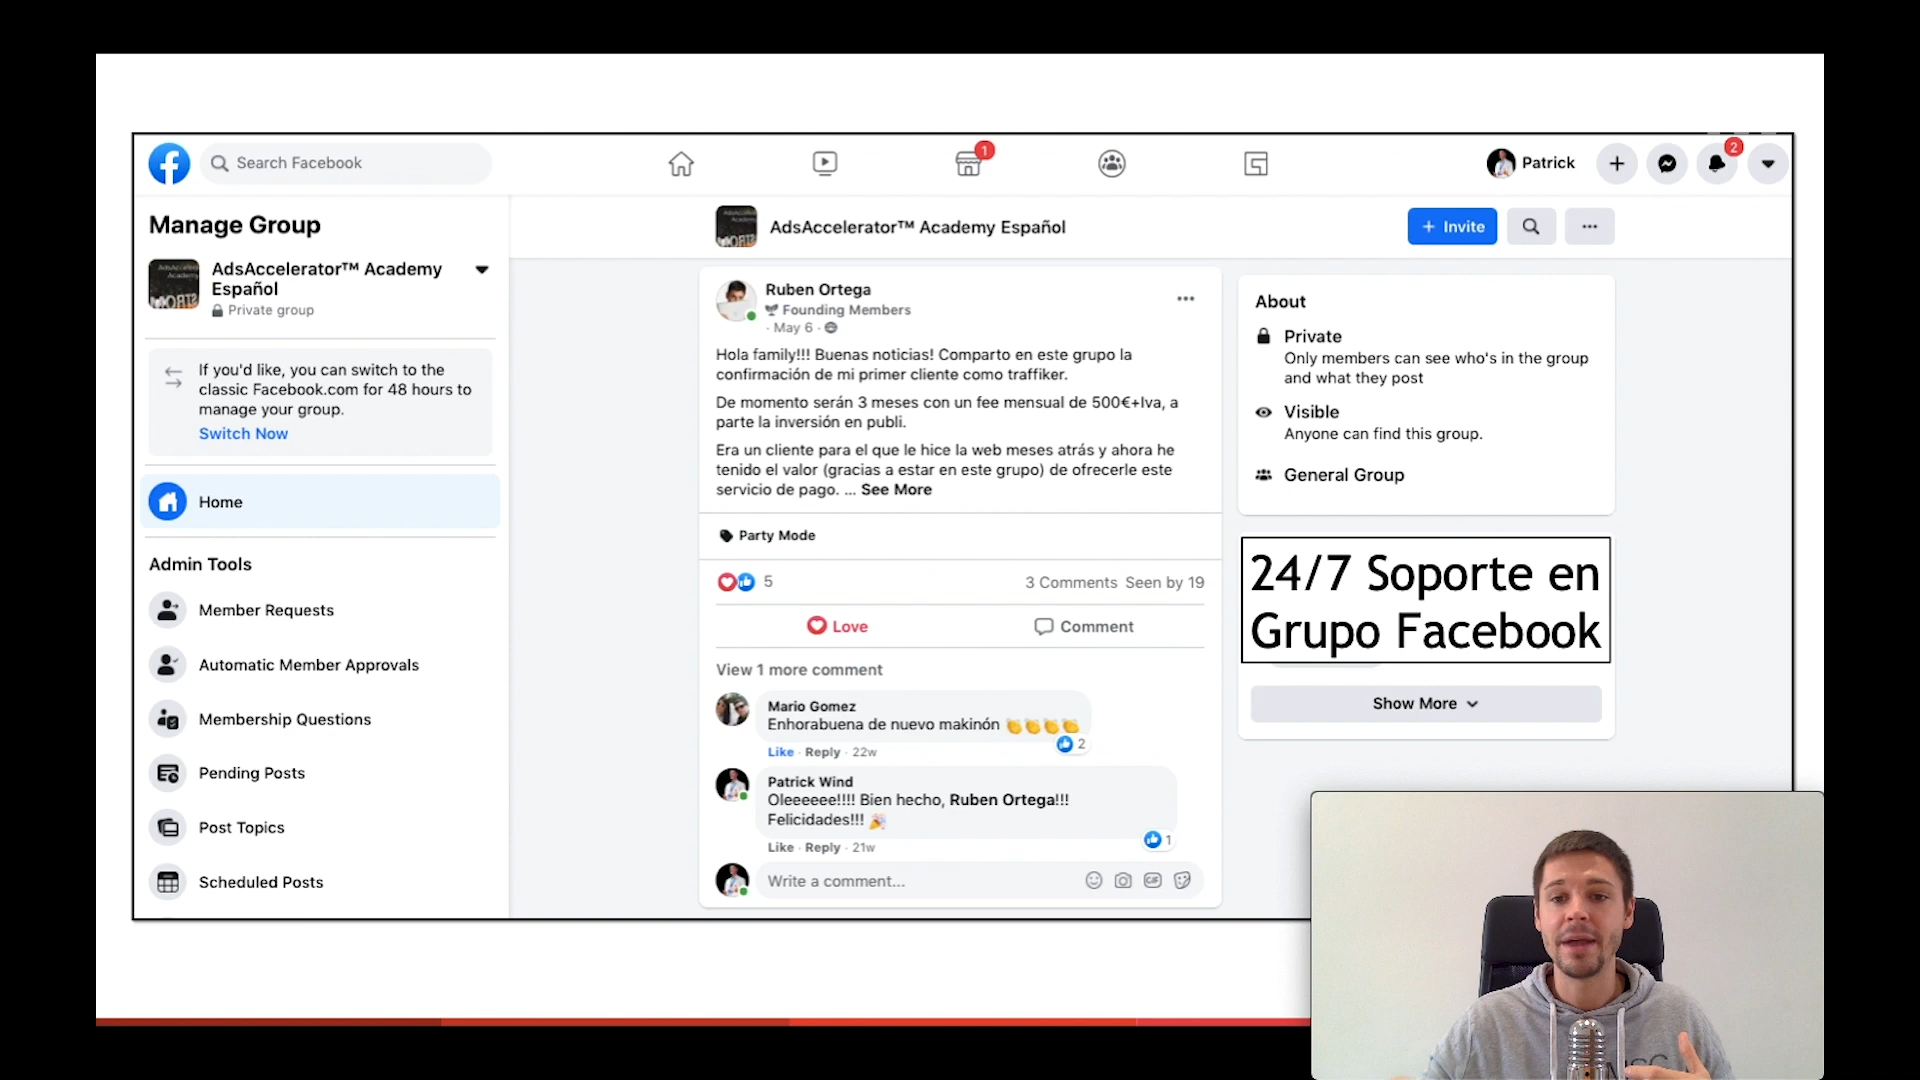 Search Facebook
1
Patrick
2
Manage Group
AdsAccelerator™ Academy
Español
Private group
If you'd like, you can switch to the
classic Facebook.com for 48 hours to
manage your group.
Switch Now
Home
Admin Tools
Member Requests
Automatic Member Approvals
Membership Questions
Pending Posts
Post Topics
Scheduled Posts
AdsAccelerator™ Academy Español
+ Invite
Ruben Ortega
Founding Members
· May 6 ·
Hola family!!! Buenas noticias! Comparto en este grupo la
confirmación de mi primer cliente como traffiker.
De momento serán 3 meses con un fee mensual de 500€+Iva, a
parte la inversión en publi.
Era un cliente para el que le hice la web meses atrás y ahora he
tenido el valor (gracias a estar en este grupo) de ofrecerle este
servicio de pago. ... See More
Party Mode
5
3 Comments Seen by 19
Love
Comment
View 1 more comment
Mario Gomez
Enhorabuena de nuevo makinón 👏👏👏👏
2
Like · Reply · 22w
Patrick Wind
Oleeeeee!!!! Bien hecho, Ruben Ortega!!!
Felicidades!!! 🎉
1
Like · Reply · 21w
Write a comment...
GIF
About
Private
Only members can see who's in the group
and what they post
Visible
Anyone can find this group.
General Group
24/7 Soporte en
Grupo Facebook
Show More